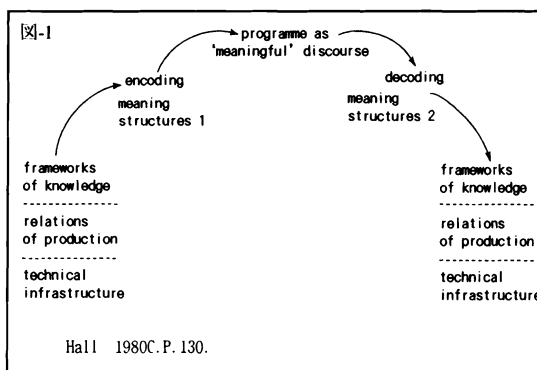 図-1
programme as
'meaningful' discourse
encoding
meaning
structures 1
decoding
meaning
structures 2
frameworks
of knowledge
relations
of production
technical
infrastructure
frameworks
of knowledge
relations
of production
technical
infrastructure
Hall 1980C.P.130.